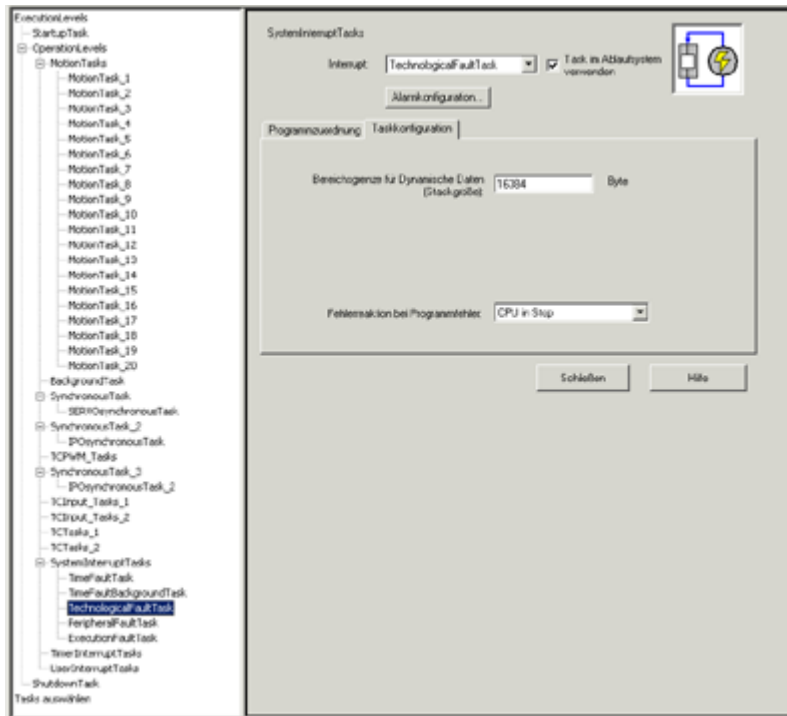 ExecutionLevels
StartupTask
OperationLevels
MotionTasks
MotionTask_1
MotionTask_2
MotionTask_3
MotionTask_4
MotionTask_5
MotionTask_6
MotionTask_7
MotionTask_8
MotionTask_9
MotionTask_10
MotionTask_11
MotionTask_12
MotionTask_13
MotionTask_14
MotionTask_15
MotionTask_16
MotionTask_17
MotionTask_18
MotionTask_19
MotionTask_20
BackgroundTask
SynchronousTask
SERVOsynchronousTask
SynchronousTask_2
IPOsynchronousTask
TCPWM_Tasks
SynchronousTask_3
IPOsynchronousTask_2
TCInput_Tasks_1
TCInput_Tasks_2
TCTasks_1
TCTasks_2
SystemInterruptTasks
TimeFaultTask
TimeFaultBackgroundTask
TechnologicalFaultTask
PeripheralFaultTask
ExecutionFaultTask
TimerInterruptTasks
UserInterruptTasks
ShutdownTask
Tasks auswählen
SystemInterruptTasks
Interrupt: TechnologicalFaultTask Task im Ablaufsystem
verwenden
Alarmkonfiguration...
Programmzuordnung Taskkonfiguration
Bereichsgrenze für Dynamische Daten
(Stackgröße): 16384 Byte
Fehlerreaktion bei Programmfehler: CPU in Stop
Schließen Hilfe